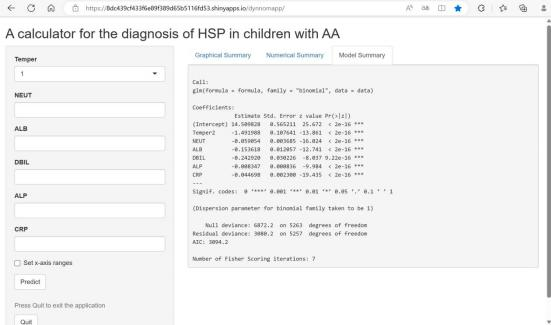 https://8dc439cf433f6e89f389d65b5116fd53.shinyapps.io/dynnomapp/
A calculator for the diagnosis of HSP in children with AA
Temper
1
NEUT
ALB
DBIL
ALP
CRP
Set x-axis ranges
Predict
Press Quit to exit the application
Quit
Graphical Summary Numerical Summary Model Summary
Call:
glm(formula = formula, family = "binomial", data = data)
Coefficients:
Estimate Std. Error z value Pr(>|z|)
(Intercept) 14.509828 0.565211 25.672 < 2e-16 ***
Temper2 -1.491988 0.107641 -13.861 < 2e-16 ***
NEUT -0.059054 0.003685 -16.024 < 2e-16 ***
ALB -0.153618 0.012057 -12.741 < 2e-16 ***
DBIL -0.242920 0.030226 -8.037 9.22e-16 ***
ALP -0.008347 0.000836 -9.984 < 2e-16 ***
CRP -0.044698 0.002300 -19.435 < 2e-16 ***
---
Signif. codes: 0 '***' 0.001 '**' 0.01 '*' 0.05 '.' 0.1 ' ' 1
(Dispersion parameter for binomial family taken to be 1)
Null deviance: 6872.2 on 5263 degrees of freedom
Residual deviance: 3080.2 on 5257 degrees of freedom
AIC: 3094.2
Number of Fisher Scoring iterations: 7